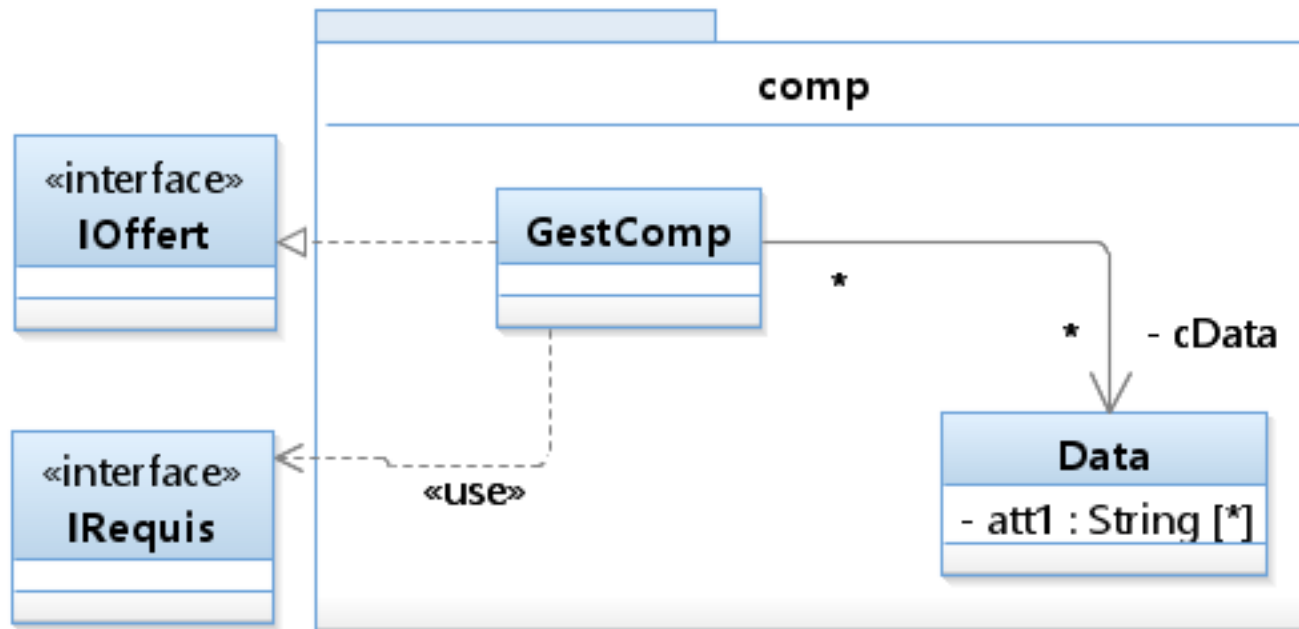 comp
«interface»
IOffert
GestComp
*
* - cData
«interface»
IRequis
«use»
Data
- att1 : String [*]